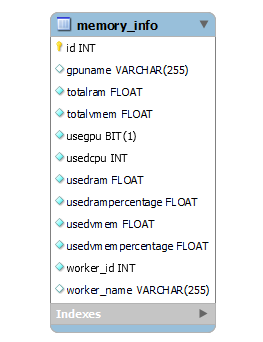 memory_info
id INT
gpuname VARCHAR(255)
totalram FLOAT
totalvmem FLOAT
usegpu BIT(1)
usedcpu INT
usedram FLOAT
usedrampercentage FLOAT
usedvmem FLOAT
usedvmempercentage FLOAT
worker_id INT
worker_name VARCHAR(255)
Indexes